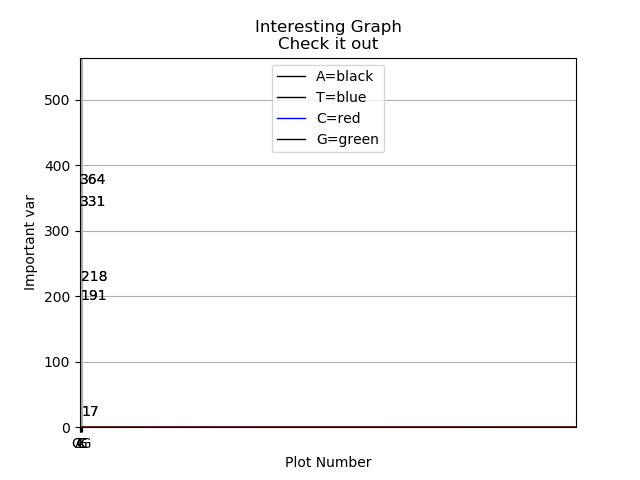 Interesting Graph
Check it out
A=black
T=blue
C=red
G=green
500
400
300
200
100
0
364
331
218
191
17
Important var
Plot Number